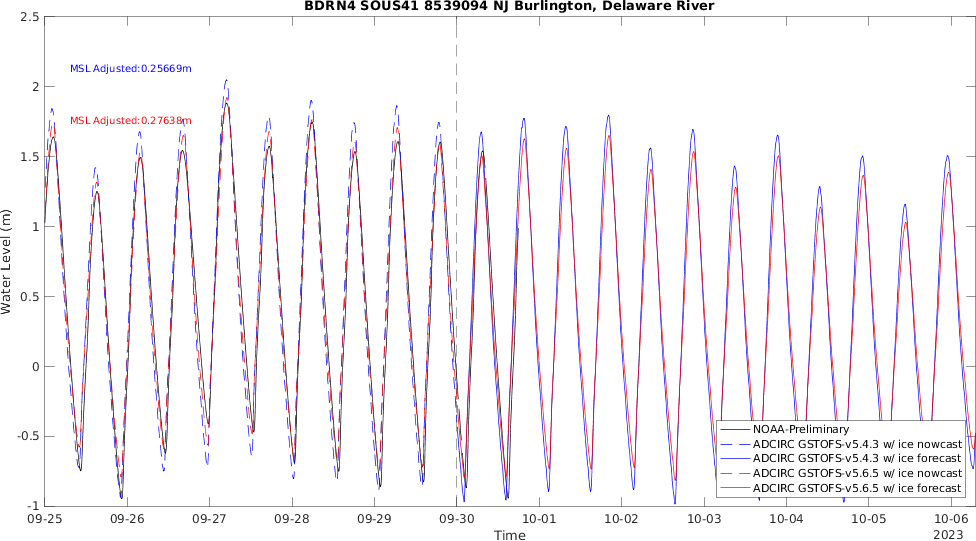 BDRN4 SOUS41 8539094 NJ Burlington, Delaware River
2.5
2
1.5
1
0.5
0
-0.5
-1
Water Level (m)
MSL Adjusted:0.25669m
MSL Adjusted:0.27638m
NOAA-Preliminary
ADCIRC GSTOFS-v5.4.3 w/ ice nowcast
ADCIRC GSTOFS-v5.4.3 w/ ice forecast
ADCIRC GSTOFS-v5.6.5 w/ ice nowcast
ADCIRC GSTOFS-v5.6.5 w/ ice forecast
09-25 09-26 09-27 09-28 09-29 09-30 10-01 10-02 10-03 10-04 10-05 10-06
Time
2023